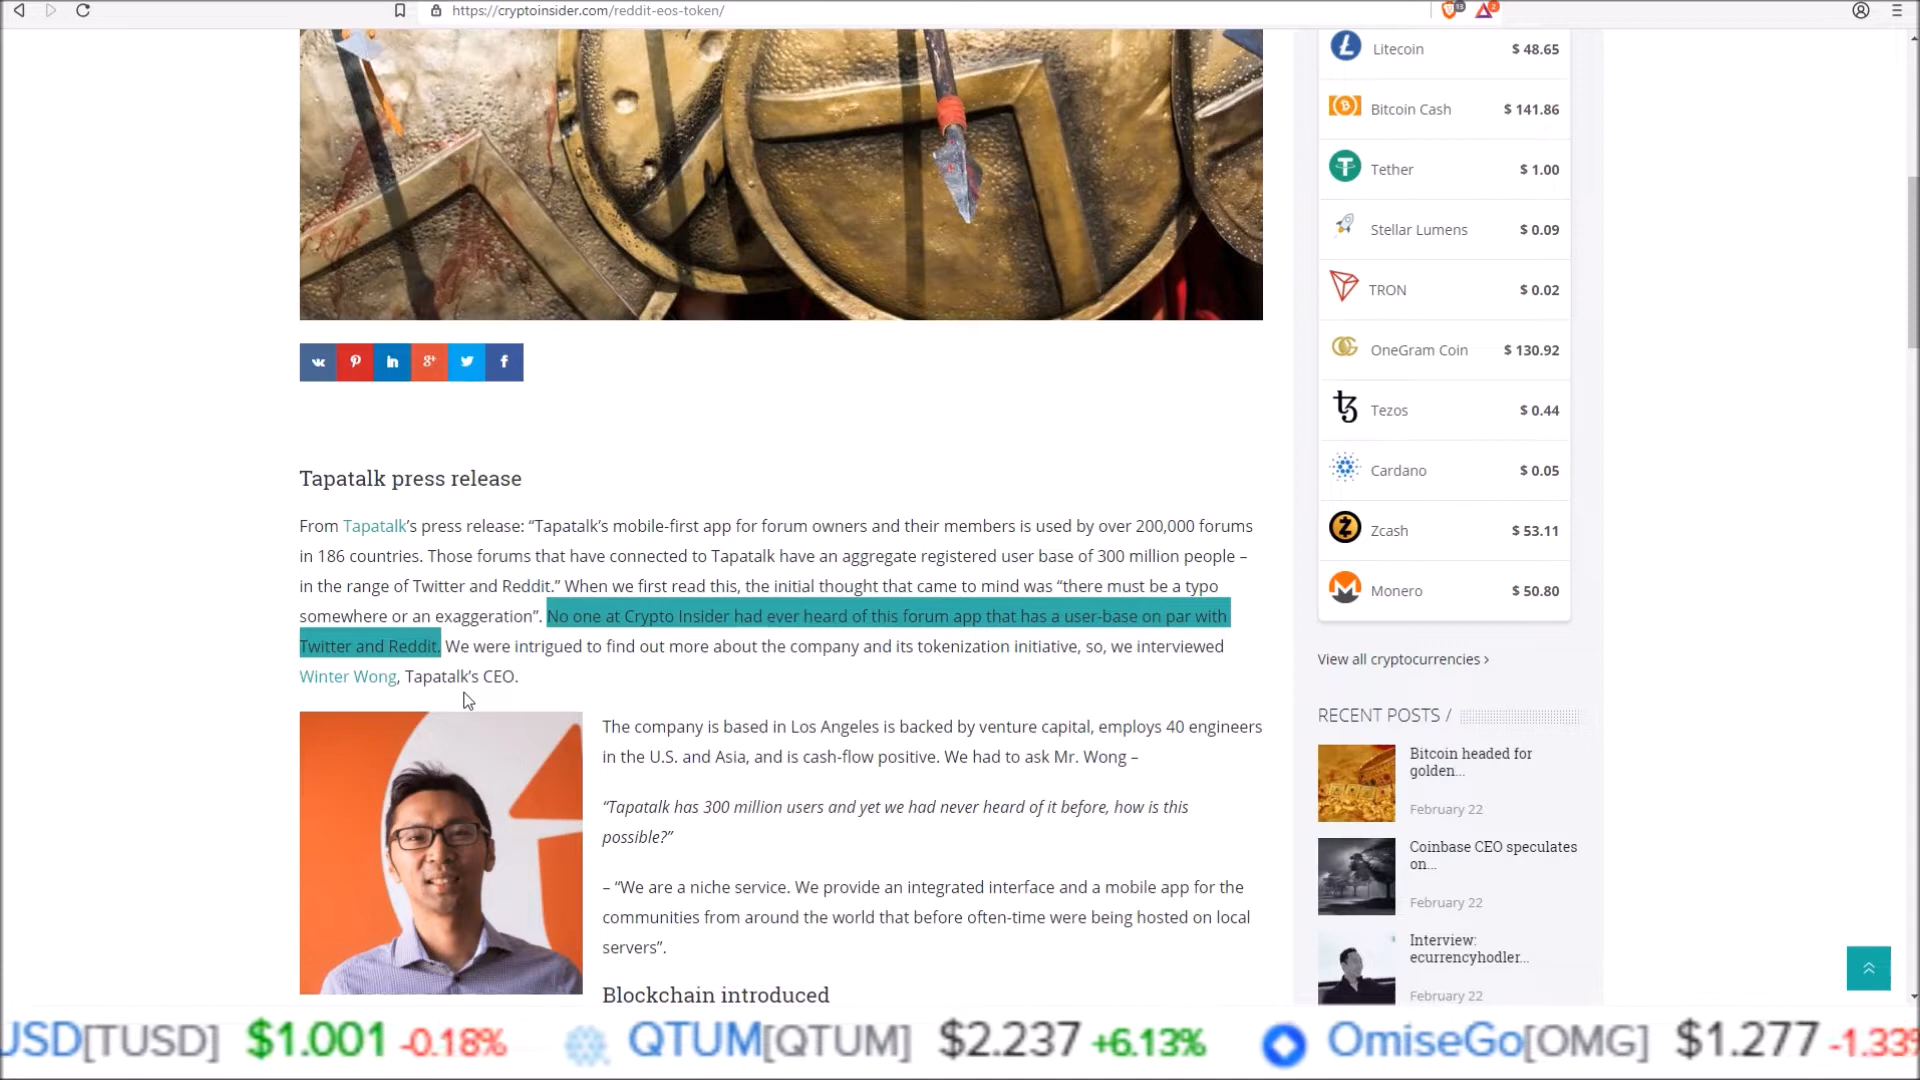 https://cryptoinsider.com/reddit-eos-token/
13
2
Litecoin $ 48.65
Bitcoin Cash $ 141.86
Tether $ 1.00
Stellar Lumens $ 0.09
TRON $ 0.02
OneGram Coin $ 130.92
Tezos $ 0.44
Cardano $ 0.05
Zcash $ 53.11
Monero $ 50.80
View all cryptocurrencies ›
RECENT POSTS /
Bitcoin headed for
golden...
February 22
Coinbase CEO speculates
on...
February 22
Interview:
ecurrencyhodler...
February 22
Tapatalk press release
From Tapatalk’s press release: “Tapatalk’s mobile-first app for forum owners and their members is used by over 200,000 forums
in 186 countries. Those forums that have connected to Tapatalk have an aggregate registered user base of 300 million people –
in the range of Twitter and Reddit.” When we first read this, the initial thought that came to mind was “there must be a typo
somewhere or an exaggeration”. No one at Crypto Insider had ever heard of this forum app that has a user-base on par with
Twitter and Reddit. We were intrigued to find out more about the company and its tokenization initiative, so, we interviewed
Winter Wong, Tapatalk’s CEO.
The company is based in Los Angeles is backed by venture capital, employs 40 engineers
in the U.S. and Asia, and is cash-flow positive. We had to ask Mr. Wong –
“Tapatalk has 300 million users and yet we had never heard of it before, how is this
possible?”
– “We are a niche service. We provide an integrated interface and a mobile app for the
communities from around the world that before often-time were being hosted on local
servers”.
Blockchain introduced
USD[TUSD] $1.001 -0.18% QTUM[QTUM] $2.237 +6.13% OmiseGo[OMG] $1.277 -1.33%